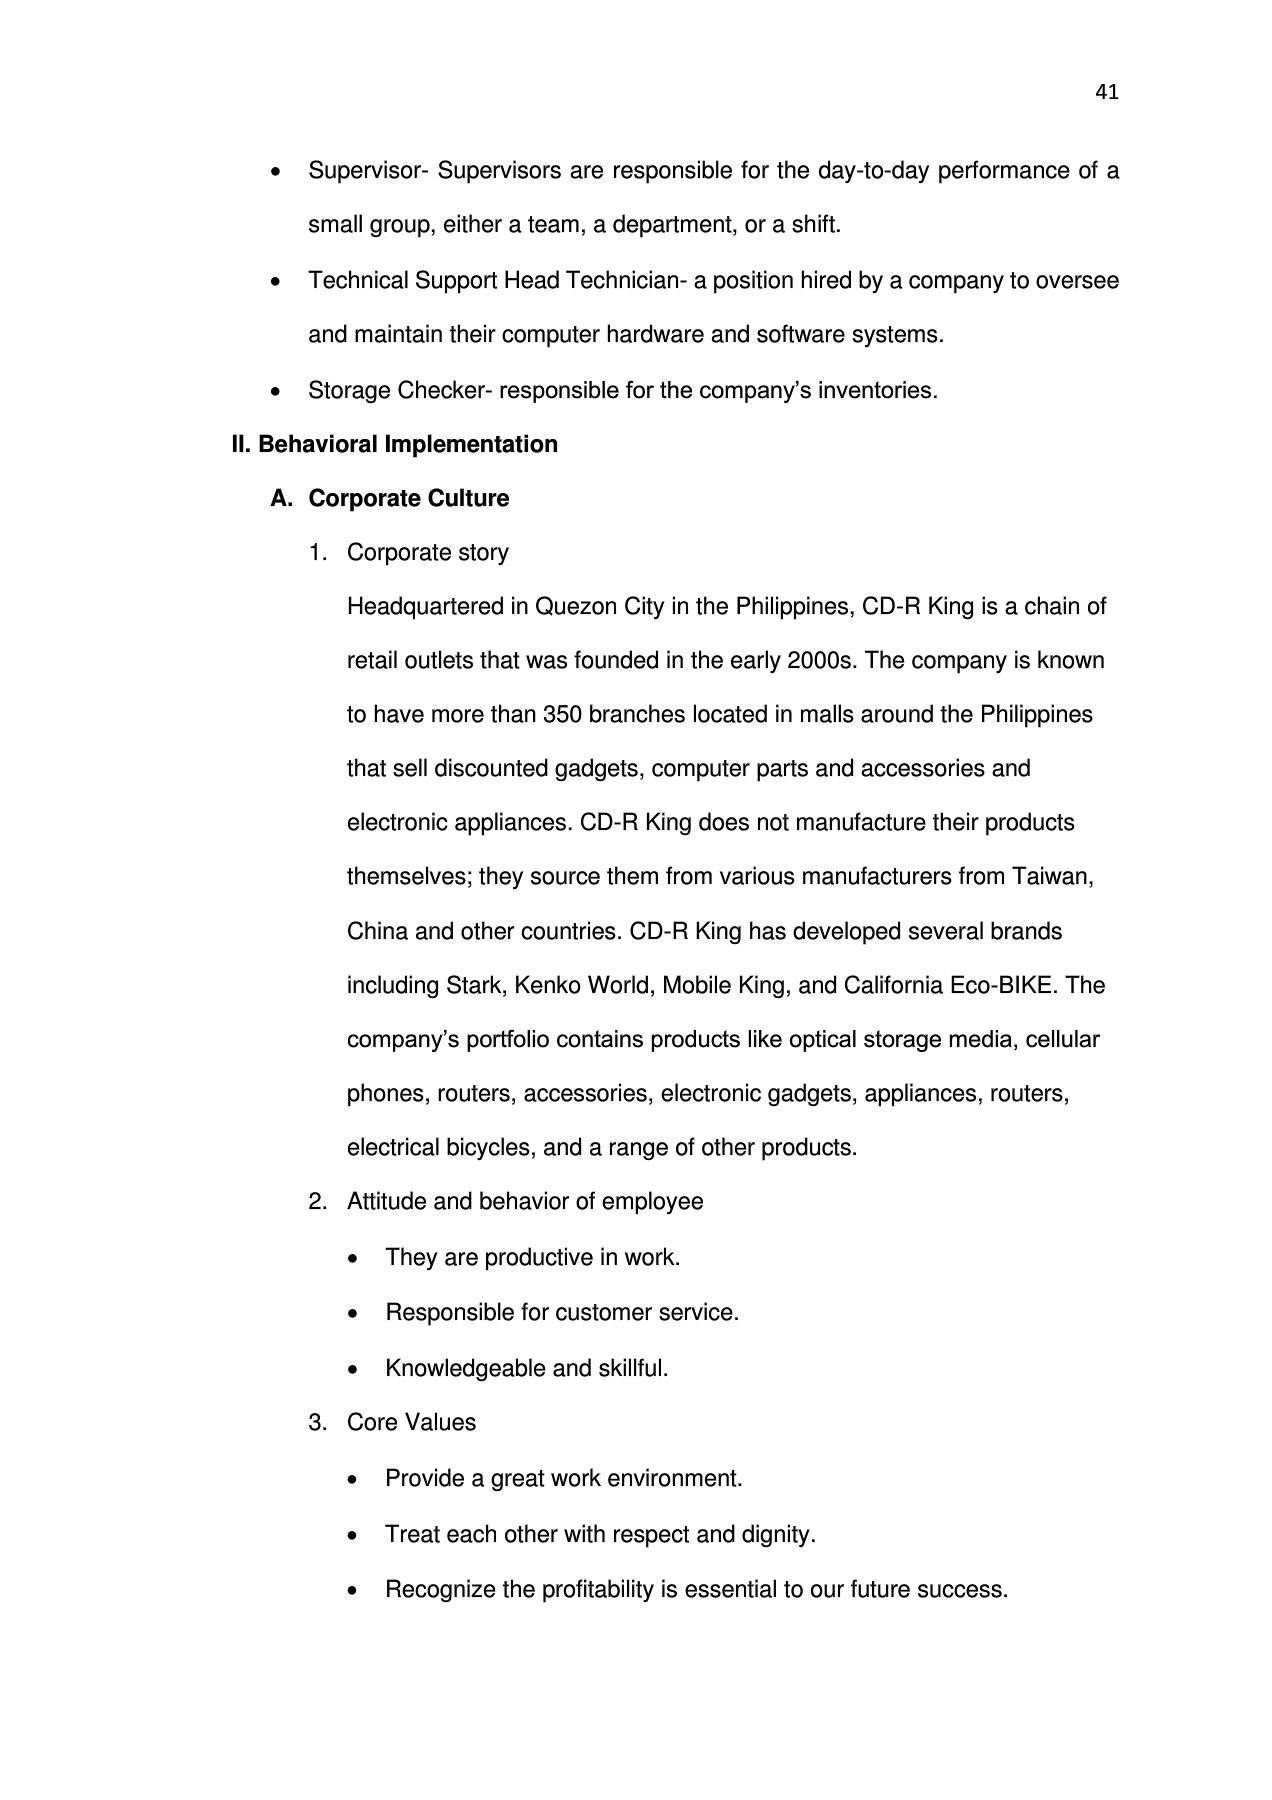 41
• Supervisor- Supervisors are responsible for the day-to-day performance of a
small group, either a team, a department, or a shift.
• Technical Support Head Technician- a position hired by a company to oversee
and maintain their computer hardware and software systems.
• Storage Checker- responsible for the company’s inventories.
II. Behavioral Implementation
A. Corporate Culture
1. Corporate story
Headquartered in Quezon City in the Philippines, CD-R King is a chain of
retail outlets that was founded in the early 2000s. The company is known
to have more than 350 branches located in malls around the Philippines
that sell discounted gadgets, computer parts and accessories and
electronic appliances. CD-R King does not manufacture their products
themselves; they source them from various manufacturers from Taiwan,
China and other countries. CD-R King has developed several brands
including Stark, Kenko World, Mobile King, and California Eco-BIKE. The
company’s portfolio contains products like optical storage media, cellular
phones, routers, accessories, electronic gadgets, appliances, routers,
electrical bicycles, and a range of other products.
2. Attitude and behavior of employee
• They are productive in work.
• Responsible for customer service.
• Knowledgeable and skillful.
3. Core Values
• Provide a great work environment.
• Treat each other with respect and dignity.
• Recognize the profitability is essential to our future success.